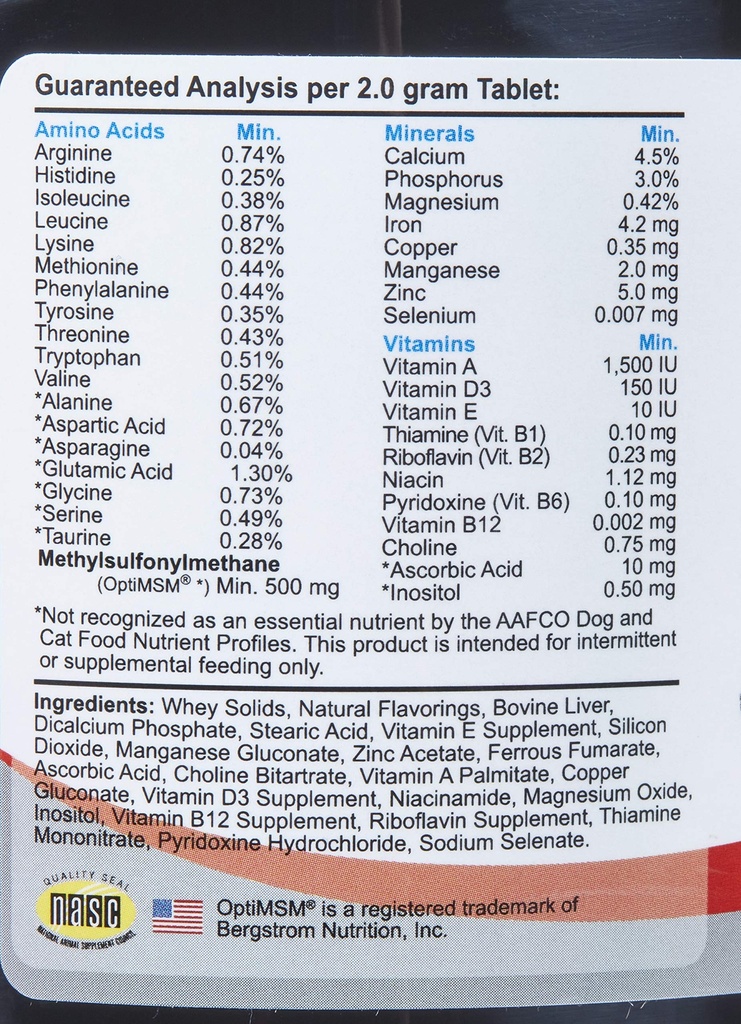 Guaranteed Analysis per 2.0 gram Tablet:
Amino Acids Min.
Arginine 0.74%
Histidine 0.25%
Isoleucine 0.38%
Leucine 0.87%
Lysine 0.82%
Methionine 0.44%
Phenylalanine 0.44%
Tyrosine 0.35%
Threonine 0.43%
Tryptophan 0.51%
Valine 0.52%
*Alanine 0.67%
*Aspartic Acid 0.72%
*Asparagine 0.04%
*Glutamic Acid 1.30%
*Glycine 0.73%
*Serine 0.49%
*Taurine 0.28%
Methylsulfonylmethane
(OptiMSM® *) Min. 500 mg
Minerals Min.
Calcium 4.5%
Phosphorus 3.0%
Magnesium 0.42%
Iron 4.2 mg
Copper 0.35 mg
Manganese 2.0 mg
Zinc 5.0 mg
Selenium 0.007 mg
Vitamins Min.
Vitamin A 1,500 IU
Vitamin D3 150 IU
Vitamin E 10 IU
Thiamine (Vit. B1) 0.10 mg
Riboflavin (Vit. B2) 0.23 mg
Niacin 1.12 mg
Pyridoxine (Vit. B6) 0.10 mg
Vitamin B12 0.002 mg
Choline 0.75 mg
*Ascorbic Acid 10 mg
*Inositol 0.50 mg
*Not recognized as an essential nutrient by the AAFCO Dog and
Cat Food Nutrient Profiles. This product is intended for intermittent
or supplemental feeding only.
Ingredients: Whey Solids, Natural Flavorings, Bovine Liver,
Dicalcium Phosphate, Stearic Acid, Vitamin E Supplement, Silicon
Dioxide, Manganese Gluconate, Zinc Acetate, Ferrous Fumarate,
Ascorbic Acid, Choline Bitartrate, Vitamin A Palmitate, Copper
Gluconate, Vitamin D3 Supplement, Niacinamide, Magnesium Oxide,
Inositol, Vitamin B12 Supplement, Riboflavin Supplement, Thiamine
Mononitrate, Pyridoxine Hydrochloride, Sodium Selenate.
QUALITY SEAL
nasc
NATIONAL ANIMAL SUPPLEMENT COUNCIL
OptiMSM® is a registered trademark of
Bergstrom Nutrition, Inc.